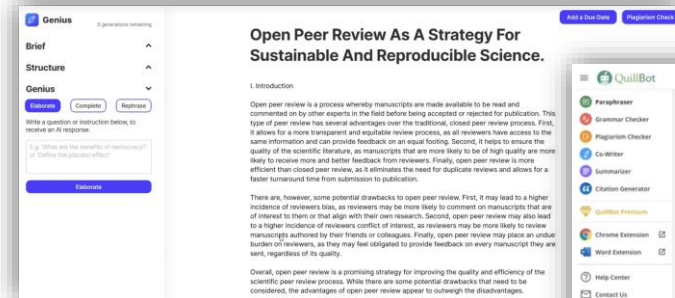 Genius
0 generations remaining
Brief
Structure
Genius
Elaborate
Complete
Rephrase
Write a question or instruction below, to
receive an AI response.
E.g. 'What are the benefits of democracy?'
or 'Define the placebo effect'
Elaborate
Add a Due Date
Plagiarism Check
Open Peer Review As A Strategy For
Sustainable And Reproducible Science.
I. Introduction
Open peer review is a process whereby manuscripts are made available to be read and
commented on by other experts in the field before being accepted or rejected for publication. This
type of peer review has several advantages over the traditional, closed peer review process. First,
it allows for a more transparent and equitable review process, as all reviewers have access to the
same information and can provide feedback on an equal footing. Second, it helps to ensure the
quality of the scientific literature, as manuscripts that are more likely to be of high quality are more
likely to receive more and better feedback from reviewers. Finally, open peer review is more
efficient than closed peer review, as it eliminates the need for duplicate reviews and allows for a
faster turnaround time from submission to publication.
There are, however, some potential drawbacks to open peer review. First, it may lead to a higher
incidence of reviewers bias, as reviewers may be more likely to comment on manuscripts that are
of interest to them or that align with their own research. Second, open peer review may also lead
to a higher incidence of reviewers conflict of interest, as reviewers may be more likely to review
manuscripts authored by their friends or colleagues. Finally, open peer review may place an undue
burden on reviewers, as they may feel obligated to provide feedback on every manuscript they are
sent, regardless of its quality.
Overall, open peer review is a promising strategy for improving the quality and efficiency of the
scientific peer review process. While there are some potential drawbacks that need to be
considered, the advantages of open peer review appear to outweigh the disadvantages.
QuillBot
Paraphraser
Grammar Checker
Plagiarism Checker
Co-Writer
Summarizer
Citation Generator
QuillBot Premium
Chrome Extension
Word Extension
Help Center
Contact Us